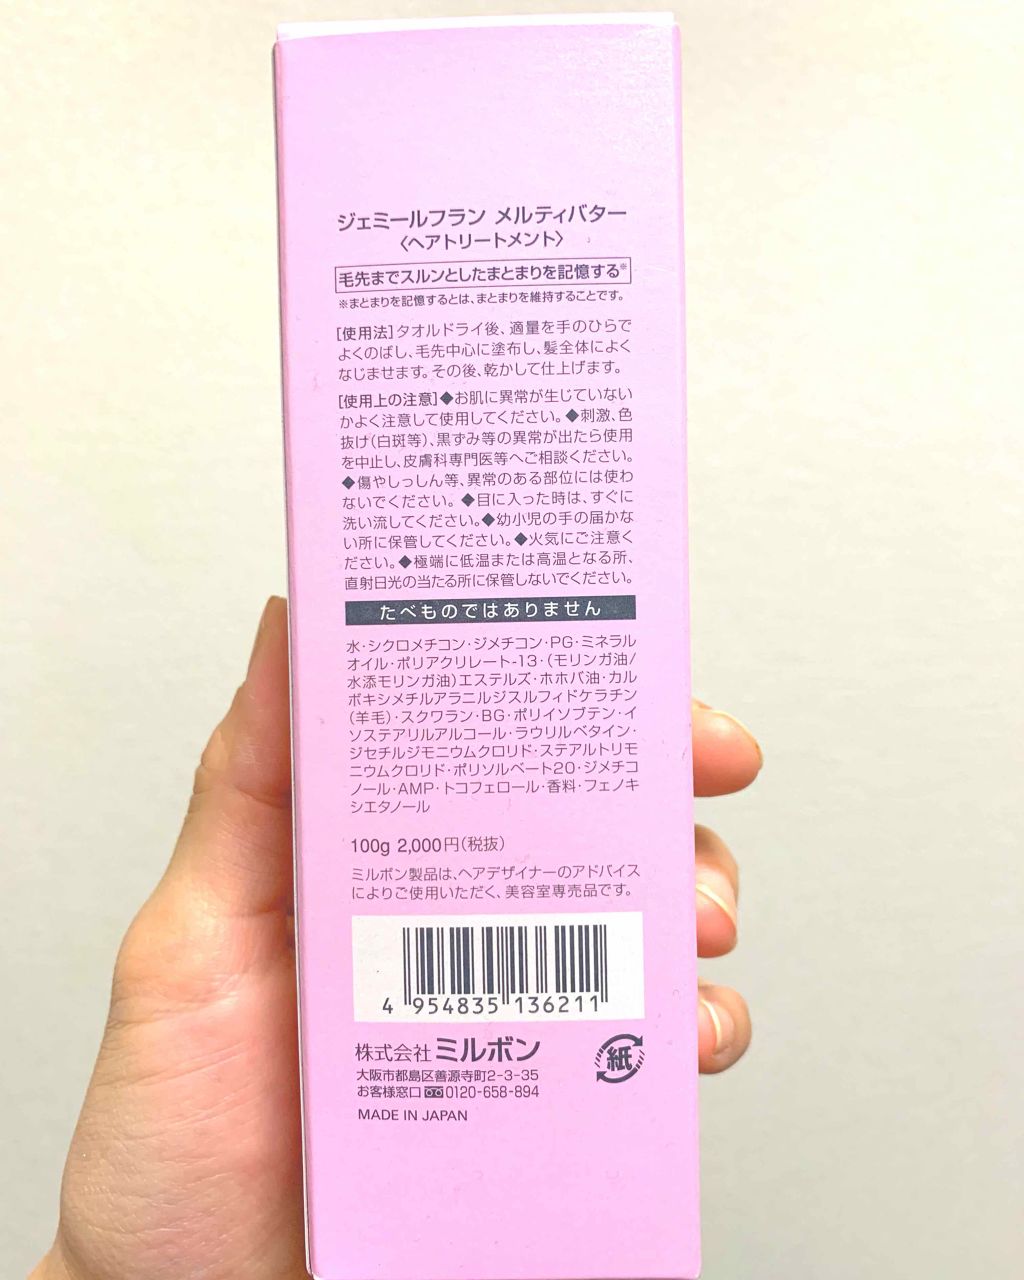 ジェミールフラン メルティバター
〈ヘアトリートメント〉
毛先までスルンとしたまとまりを記憶する※
※まとまりを記憶するとは、まとまりを維持することです。
[使用法]タオルドライ後、適量を手のひらで
よくのばし、毛先中心に塗布し、髪全体によく
なじませます。その後、乾かして仕上げます。
[使用上の注意]◆お肌に異常が生じていない
かよく注意して使用してください。◆刺激、色
抜け(白斑等)、黒ずみ等の異常が出たら使用
を中止し、皮膚科専門医等へご相談ください。
◆傷やしっしん等、異常のある部位には使わ
ないでください。◆目に入った時は、すぐに
洗い流してください。◆幼小児の手の届かな
い所に保管してください。◆火気にご注意く
ださい。◆極端に低温または高温となる所、
直射日光の当たる所に保管しないでください。
たべものではありません
水・シクロメチコン・ジメチコン・PG・ミネラル
オイル・ポリアクリレート-13・(モリンガ油/
水添モリンガ油)エステルズ・ホホバ油・カル
ボキシメチルアラニルジスルフィドケラチン
(羊毛)・スクワラン・BG・ポリイソブテン・イ
ソステアリルアルコール・ラウリルベタイン・
ジセチルジモニウムクロリド・ステアルトリモ
ニウムクロリド・ポリソルベート20・ジメチコ
ノール・AMP・トコフェロール・香料・フェノキ
シエタノール
100g 2,000円(税抜)
ミルボン製品は、ヘアデザイナーのアドバイス
によりご使用いただく、美容室専売品です。
4 954835 136211
株式会社ミルボン
紙
大阪市都島区善源寺町2-3-35
お客様窓口 0120-658-894
MADE IN JAPAN